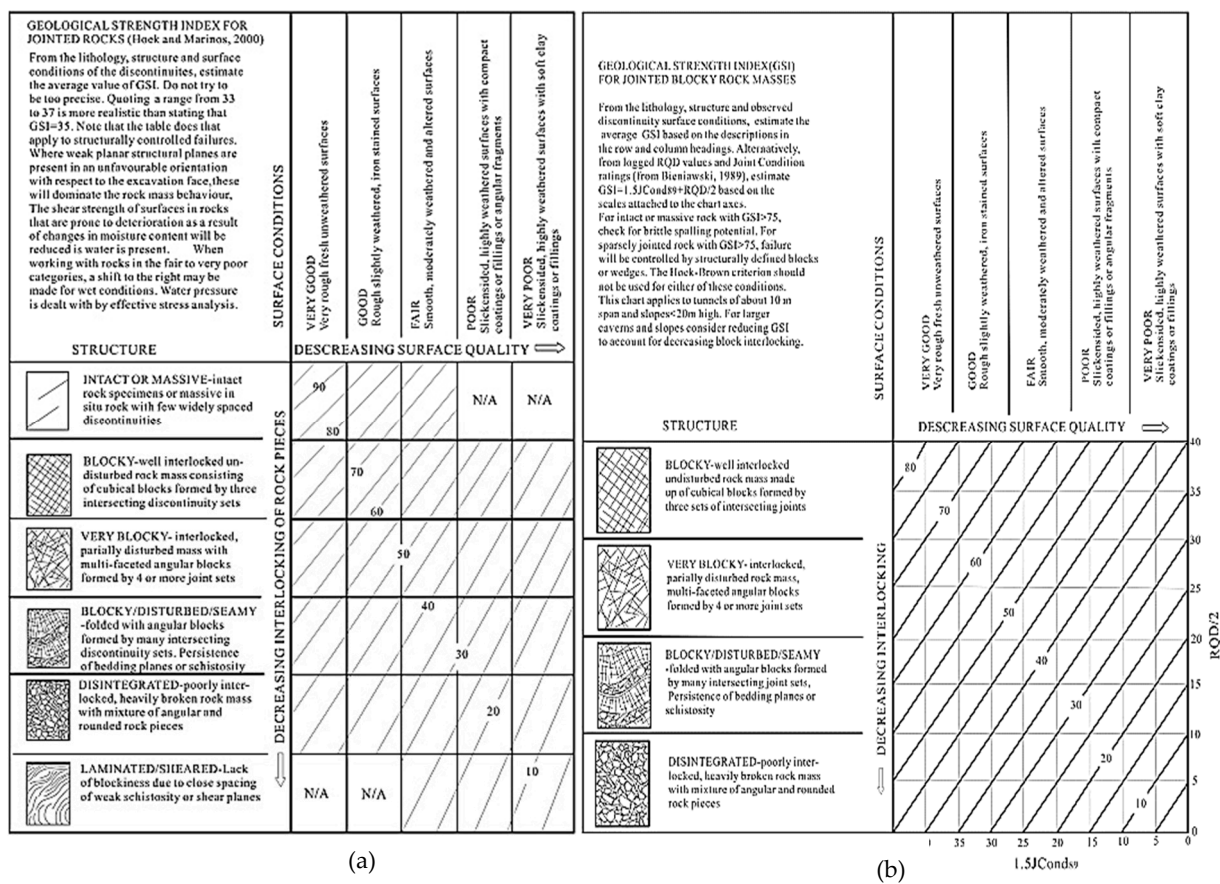 GEOLOGICAL STRENGTH INDEX FOR
JOINTED ROCKS (Hoek and Marinos, 2000)
From the lithology, structure and surface
conditions of the discontinuites, estimate
the average value of GSI. Do not try to
be too precise. Quoting a range from 33
to 37 is more realistic than stating that
GSI=35. Note that the table does that
apply to structurally controlled failures.
Where weak planar structural planes are
present in an unfavourable orientation
with respect to the excavation face,these
will dominate the rock mass behaviour,
The shear strength of surfaces in rocks
that are prone to deterioation as a result
of changes in moisture content will be
reduced is water is present. When
working with rocks in the fair to very poor
categories, a shift to the right may be
made for wet conditions. Water pressure
is dealt with by effective stress analysis.
STRUCTURE
SURFACE CONDITIONS
VERY GOOD
Very rough fresh unweathered surfaces
GOOD
Rough slightly weathered, iron stained surfaces
FAIR
Smooth, moderately weathered and altered surfaces
POOR
Slickensided, highly weathered surfaces with compact
coatings or fillings or angular fragments
VERY POOR
Slickensided, highly weathered surfaces with soft clay
coatings or fillings
DESCREASING SURFACE QUALITY
DECREASING INTERLOCKING OF ROCK PIECES
INTACT OR MASSIVE-intact
rock specimens or massive in
situ rock with few widely spaced
discontinuities
BLOCKY-well interlocked un-
disturbed rock mass consisting
of cubical blocks formed by three
intersecting discontinuity sets
VERY BLOCKY- interlocked,
parially disturbed mass with
multi-faceted angular blocks
formed by 4 or more joint sets
BLOCKY/DISTURBED/SEAMY
-folded with angular blocks
formed by many intersecting
discontinuity sets. Persistence
of bedding planes or schistosity
DISINTEGRATED-poorly inter-
locked, heavily broken rock mass
with mixture of angular and
rounded rock pieces
LAMINATED/SHEARED-Lack
of blockiness due to close spacing
of weak schistosity or shear planes
90
80
N/A
N/A
70
60
50
40
30
20
10
N/A
N/A
(a)
GEOLOGICAL STRENGTH INDEX(GSI)
FOR JOINTED BLOCKY ROCK MASSES
From the lithology, structure and observed
discontinuity surface conditions, estimate the
average GSI based on the descriptions in
the row and column headings. Alternatively,
from logged RQD values and Joint Condition
ratings (from Bieniawski, 1989), estimate
GSI=1.5JCond89+RQD/2 based on the
scales attached to the chart axes.
For intact or massive rock with GSI>75,
check for brittle spalling potential. For
sparsely jointed rock with GSI>75, failure
will be controlled by structurally defined blocks
or wedges. The Hoek-Brown criterion should
not be used for either of these conditions.
This chart applies to tunnels of about 10 m
span and slopes<20m high. For larger
caverns and slopes consider reducing GSI
to account for decreasing block interlocking.
STRUCTURE
SURFACE CONDITIONS
VERY GOOD
Very rough fresh unweathered surfaces
GOOD
Rough slightly weathered, iron stained surfaces
FAIR
Smooth, moderately weathered and altered surfaces
POOR
Slickensided, highly weathered surfaces with compact
coatings or fillings or angular fragments
VERY POOR
Slickensided, highly weathered surfaces with soft clay
coatings or fillings
DESCREASING SURFACE QUALITY
DECREASING INTERLOCKING
BLOCKY-well interlocked
undisturbed rock mass made
up of cubical blocks formed by
three sets of intersecting joints
VERY BLOCKY- interlocked,
parially disturbed rock mass,
multi-faceted angular blocks
formed by 4 or more joint sets
BLOCKY/DISTURBED/SEAMY
-folded with angular blocks formed
by many intersecting joint sets,
Persistence of bedding planes or
schistosity
DISINTEGRATED-poorly inter-
locked, heavily broken rock mass
with mixture of angular and rounded
rock pieces
80
70
60
50
40
30
20
10
40
35
30
25
20
15
10
5
0
RQD/2
35 30 25 20 15 10 5 0
1.5JCond89
(b)